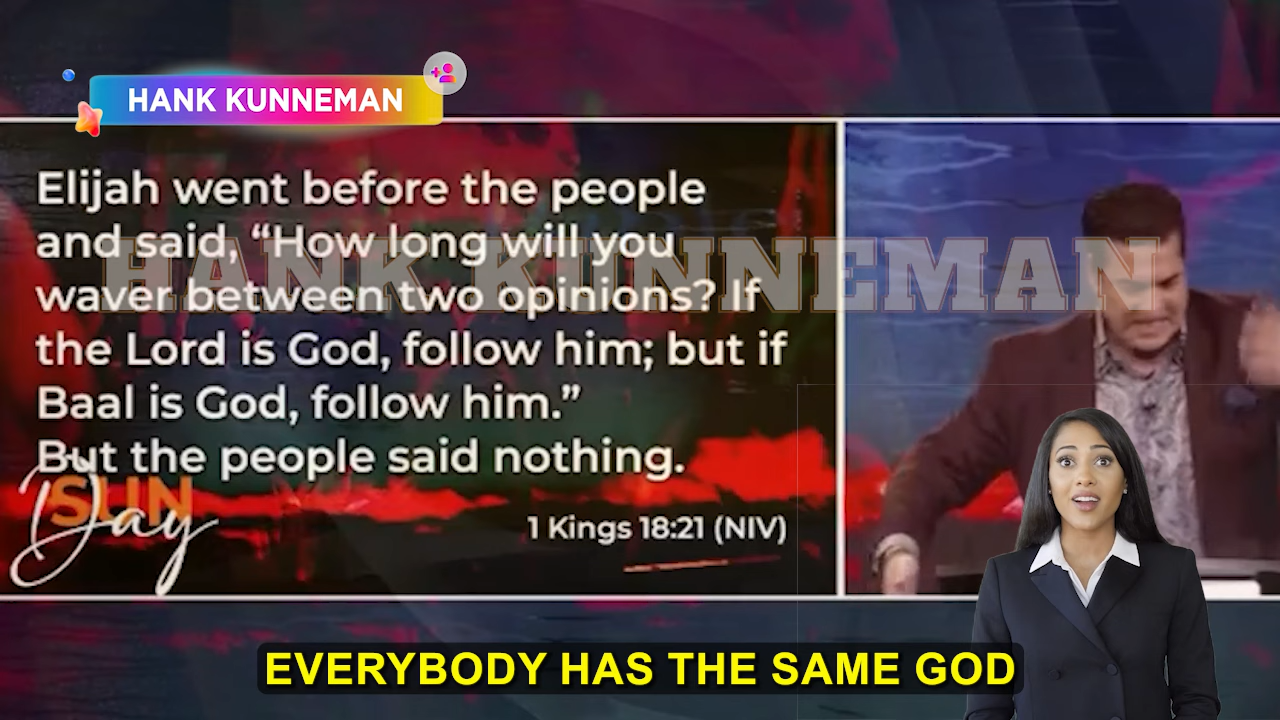 HANK KUNNEMAN
Elijah went before the people
and said, “How long will you
HANK KUNNEMAN
waver between two opinions? If
the Lord is God, follow him; but if
Baal is God, follow him.”
But the people said nothing.
SUN
Day
1 Kings 18:21 (NIV)
EVERYBODY HAS THE SAME GOD